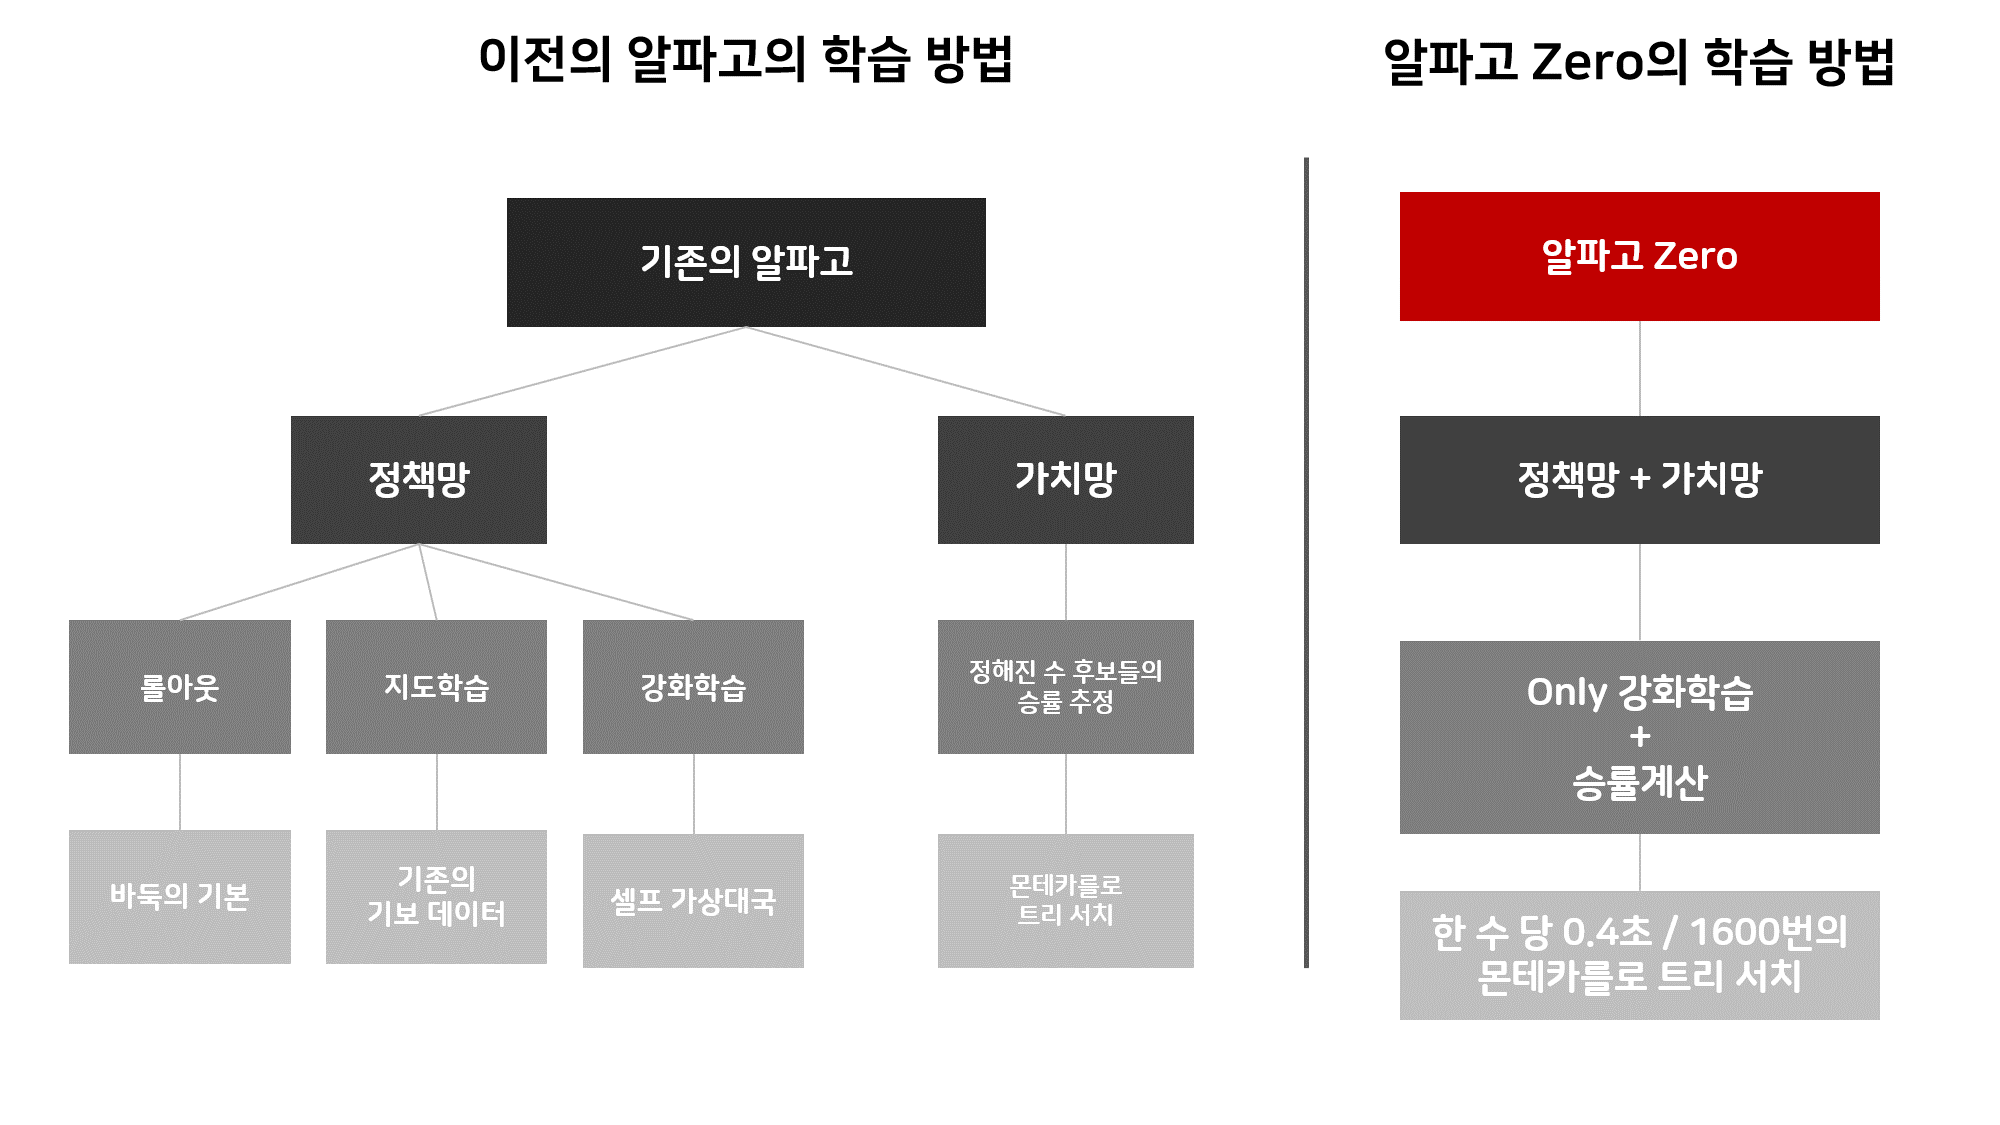 이전의 알파고의 학습 방법
알파고 Zero의 학습 방법
기존의 알파고
정책망
가치망
롤아웃
지도학습
강화학습
정해진 수 후보들의
승률 추정
바둑의 기본
기존의
기보 데이터
셀프 가상대국
몬테카를로
트리 서치
알파고 Zero
정책망 + 가치망
Only 강화학습
+
승률계산
한 수 당 0.4초 / 1600번의
몬테카를로 트리 서치